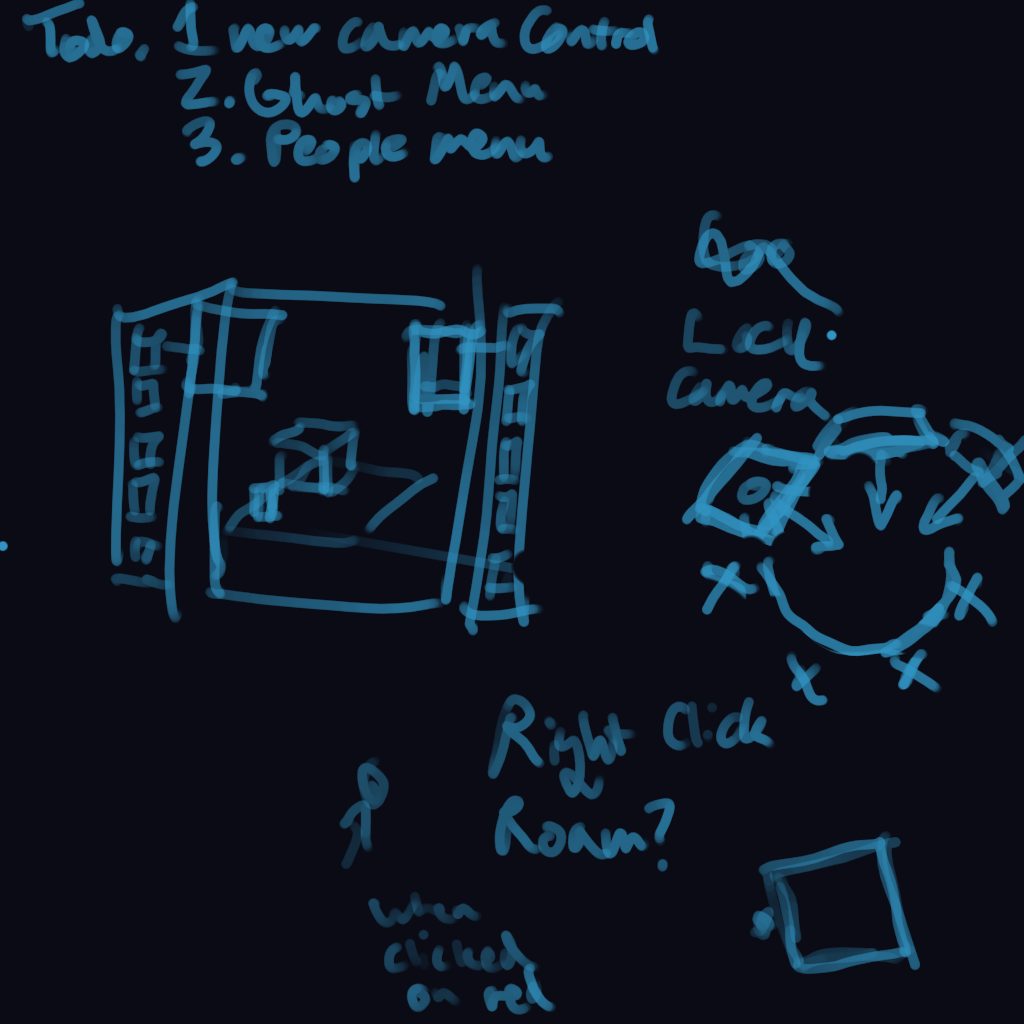 Todo. 1 new camera Control
2. Ghost Menu
3. People menu
Lock
Camera
Right Click
Roam?
when
clicked
on red